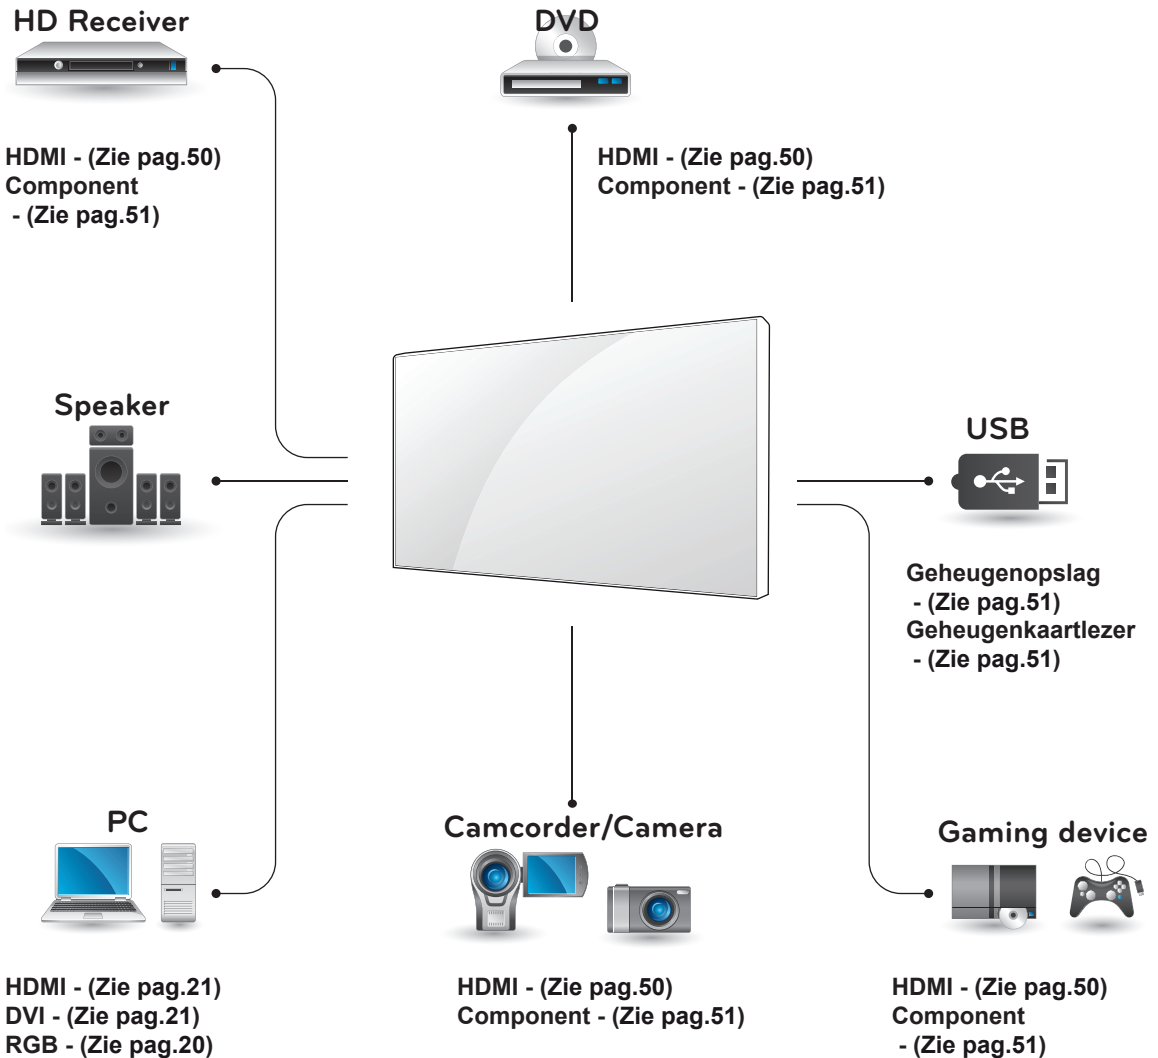 HD Receiver
HDMI - (Zie pag.50)
Component
- (Zie pag.51)
DVD
HDMI - (Zie pag.50)
Component - (Zie pag.51)
Speaker
USB
Geheugenopslag
- (Zie pag.51)
Geheugenkaartlezer
- (Zie pag.51)
PC
HDMI - (Zie pag.21)
DVI - (Zie pag.21)
RGB - (Zie pag.20)
Camcorder/Camera
HDMI - (Zie pag.50)
Component - (Zie pag.51)
Gaming device
HDMI - (Zie pag.50)
Component
- (Zie pag.51)